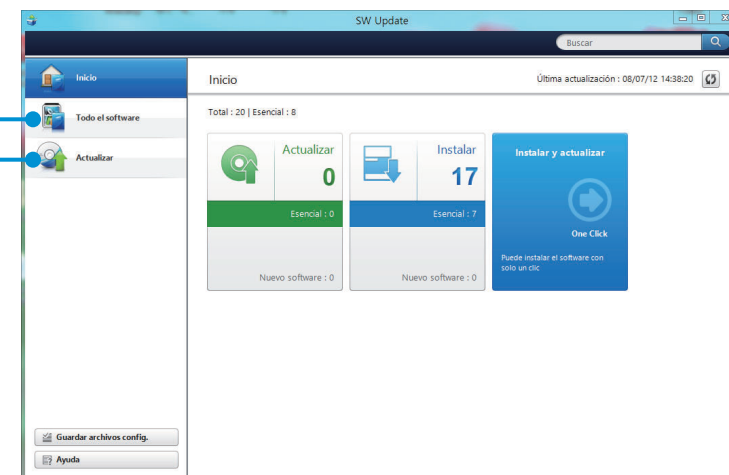 SW Update
Buscar
Inicio
Todo el software
Actualizar
Guardar archivos config.
Ayuda
Inicio
Última actualización : 08/07/12 14:38:20
Total : 20 | Esencial : 8
Actualizar
0
Esencial : 0
Nuevo software : 0
Instalar
17
Esencial : 7
Nuevo software : 0
Instalar y actualizar
One Click
Puede instalar el software con
solo un clic